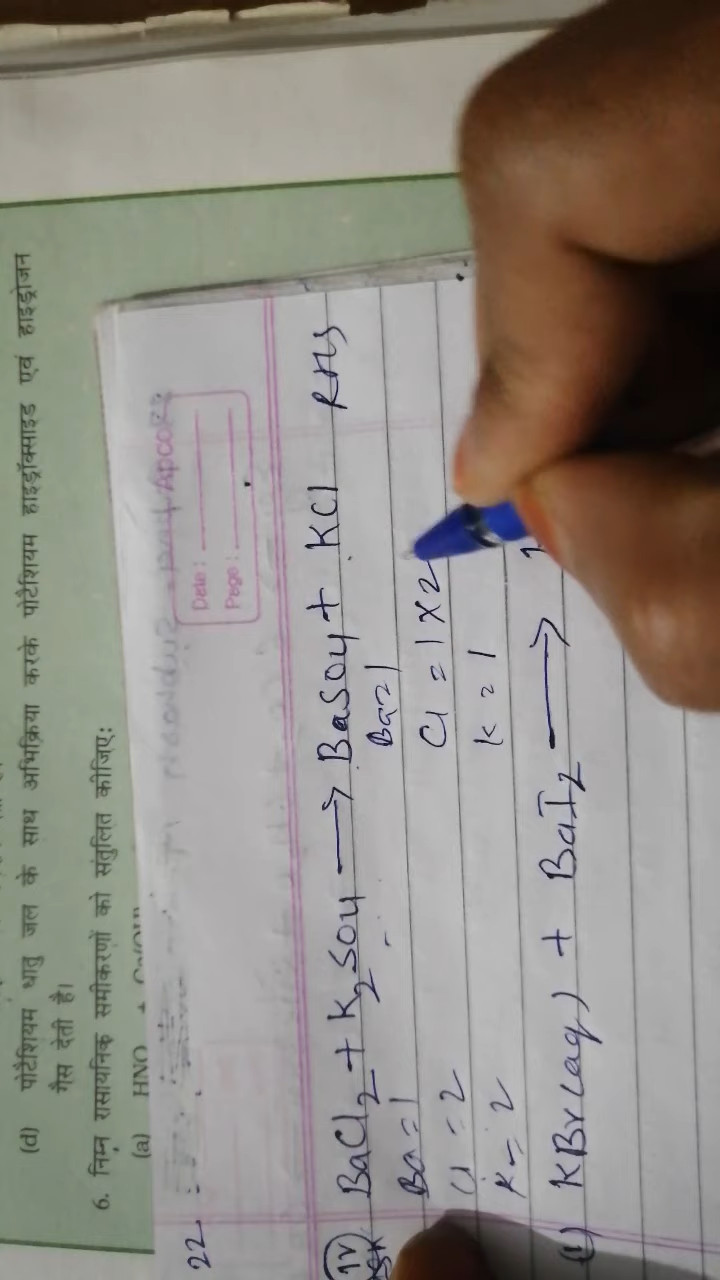 (d) पोटैशियम धातु जल के साथ अभिक्रिया करके पोटैशियम हाइड्रॉक्साइड एवं हाइड्रोजन
गैस देती है।
6. निम्न रासायनिक समीकरणों को संतुलित कीजिए:
(a) HNO
22
Date :
Page :
(iv) BaCl2 + K2SO4 → BaSO4 + KCl RHS
Ba = 1 Ba = 1
Cl = 2 Cl = 1 X 2
K = 2 K = 1
KBr(aq) + BaI2 →